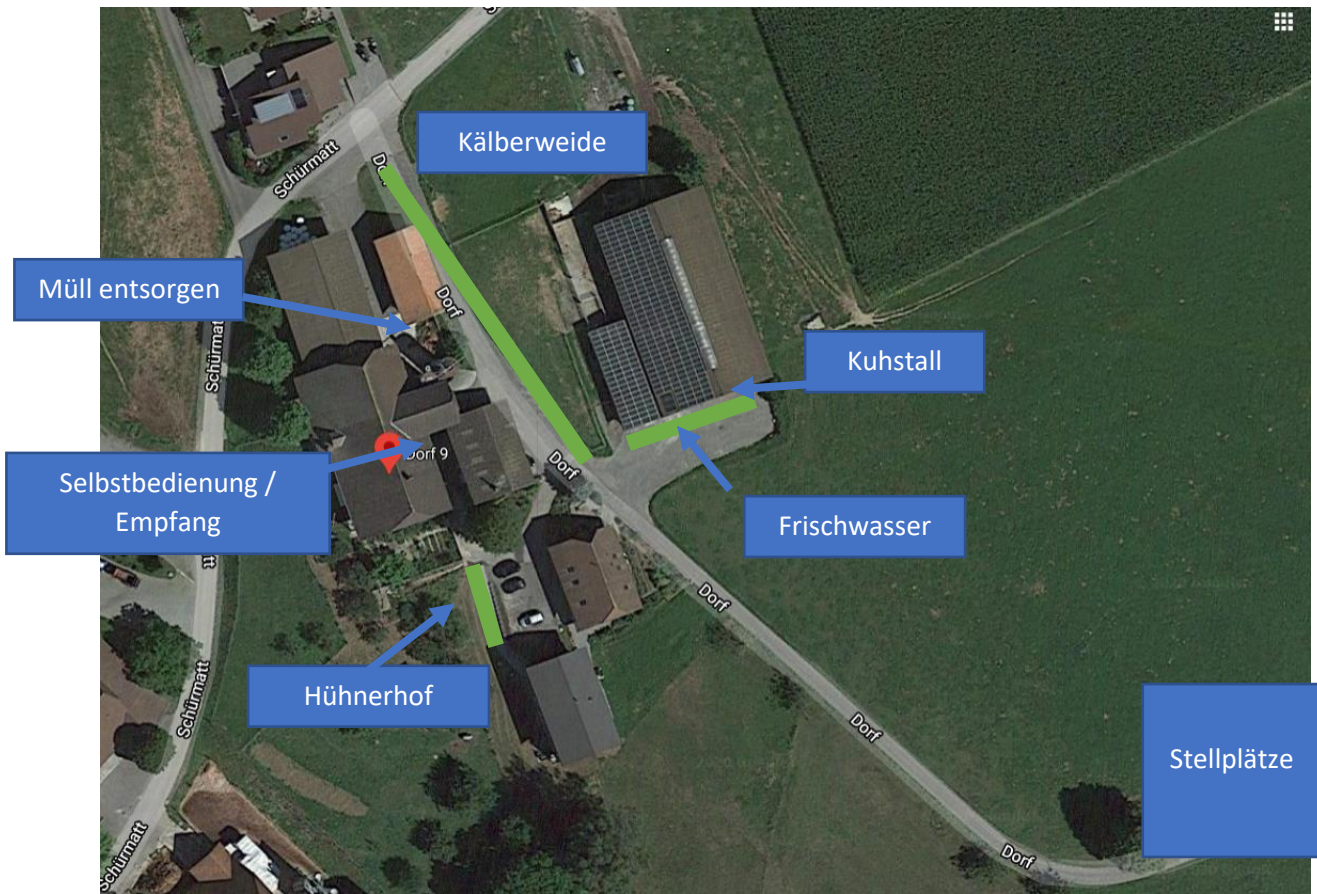 Kälberweide
Dorf
Schürmatt
Müll entsorgen
Dorf
Schürmatt
Kuhstall
Dorf 9
Dorf
Selbstbedienung /
Empfang
Frischwasser
Dorf
Hühnerhof
Schürmatt
Dorf
Stellplätze
Schürmatt
Dorf